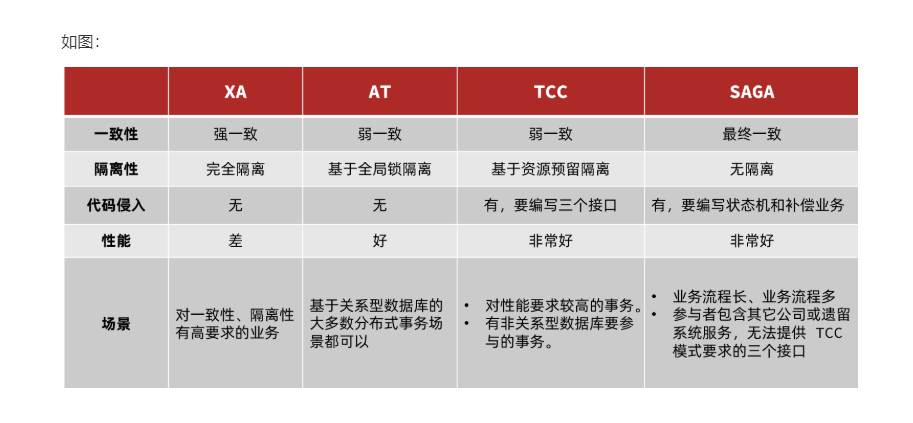 如图：
XA AT TCC SAGA
一致性 强一致 弱一致 弱一致 最终一致
隔离性 完全隔离 基于全局锁隔离 基于资源预留隔离 无隔离
代码侵入 无 无 有，要编写三个接口 有，要编写状态机和补偿业务
性能 差 好 非常好 非常好
场景
对一致性、隔离性
有高要求的业务
基于关系型数据库的
大多数分布式事务场
景都可以
• 对性能要求较高的事务。
• 有非关系型数据库要参
与的事务。
• 业务流程长、业务流程多
• 参与者包含其它公司或遗留
系统服务，无法提供 TCC
模式要求的三个接口